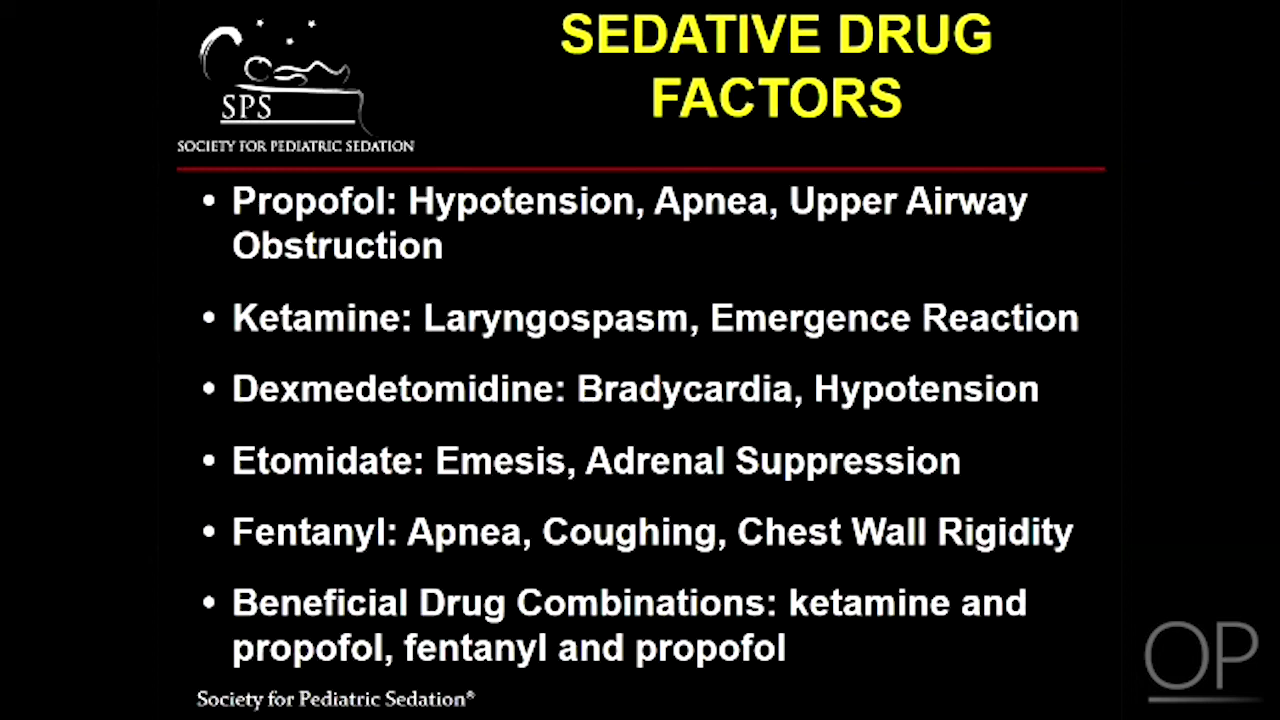 SEDATIVE DRUG
FACTORS
SPS
SOCIETY FOR PEDIATRIC SEDATION
• Propofol: Hypotension, Apnea, Upper Airway
Obstruction
• Ketamine: Laryngospasm, Emergence Reaction
• Dexmedetomidine: Bradycardia, Hypotension
• Etomidate: Emesis, Adrenal Suppression
• Fentanyl: Apnea, Coughing, Chest Wall Rigidity
• Beneficial Drug Combinations: ketamine and
propofol, fentanyl and propofol
Society for Pediatric Sedation®
OP